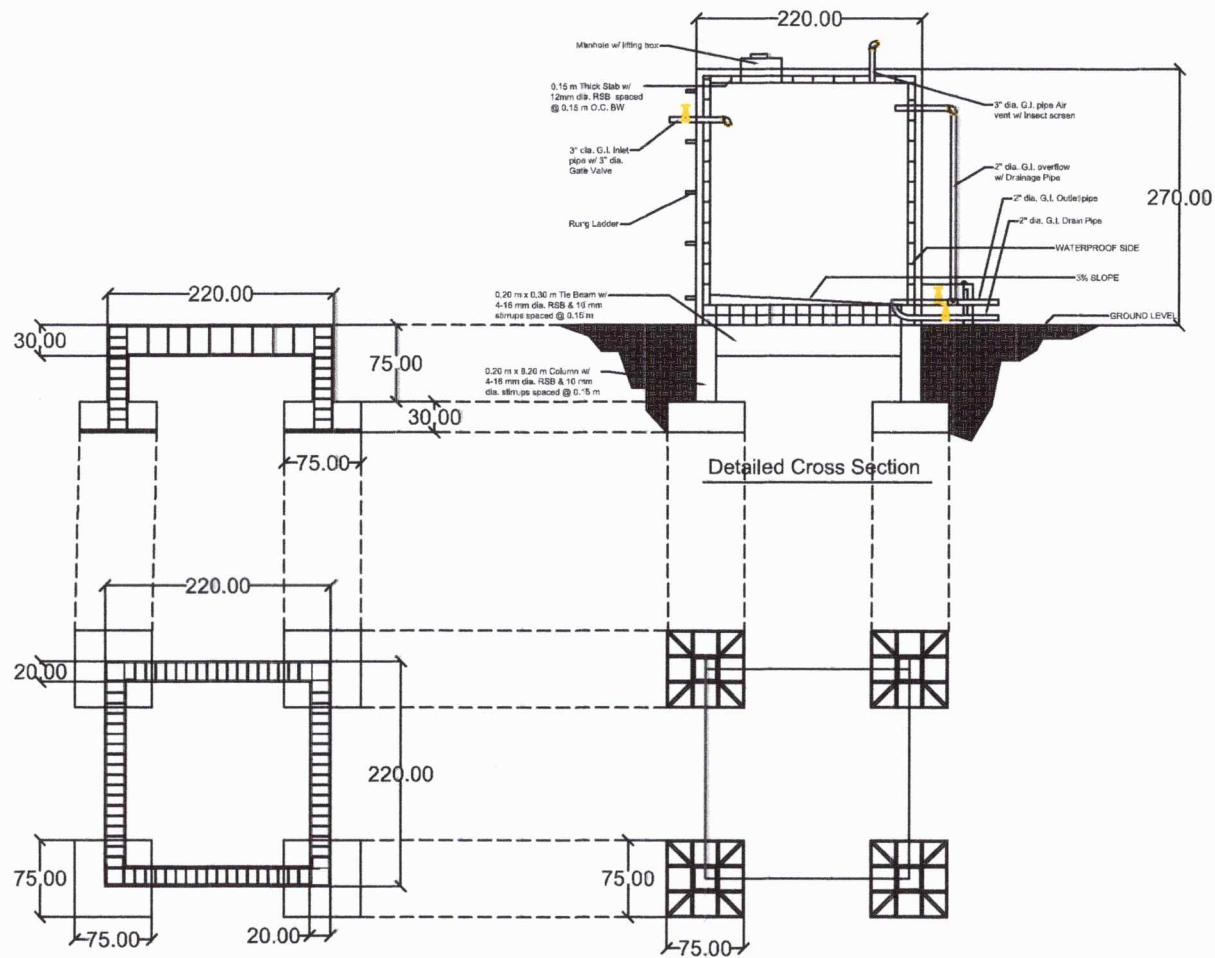 220.00
Manhole w/ lifting box
0.15 m Thick Slab w/
12mm dia. RSB spaced
@ 0.15 m O.C. BW
3" dia. G.I. pipe Air
vent w/ Insect screen
3" dia. G.I. Inlet
pipe w/ 3" dia.
Gate Valve
2" dia. G.I. overflow
w/ Drainage Pipe
270.00
2" dia. G.I. Outlet pipe
Rung Ladder
2" dia. G.I. Drain Pipe
WATERPROOF SIDE
3% SLOPE
220.00
0.20 m x 0.30 m Tie Beam w/
4-16 mm dia. RSB & 10 mm
stirrups spaced @ 0.15 m
GROUND LEVEL
30.00
75.00
0.20 m x 0.20 m Column w/
4-16 mm dia. RSB & 10 mm
dia. stirrups spaced @ 0.15 m
30.00
75.00
Detailed Cross Section
220.00
20.00
220.00
75.00
75.00
75.00
20.00
75.00